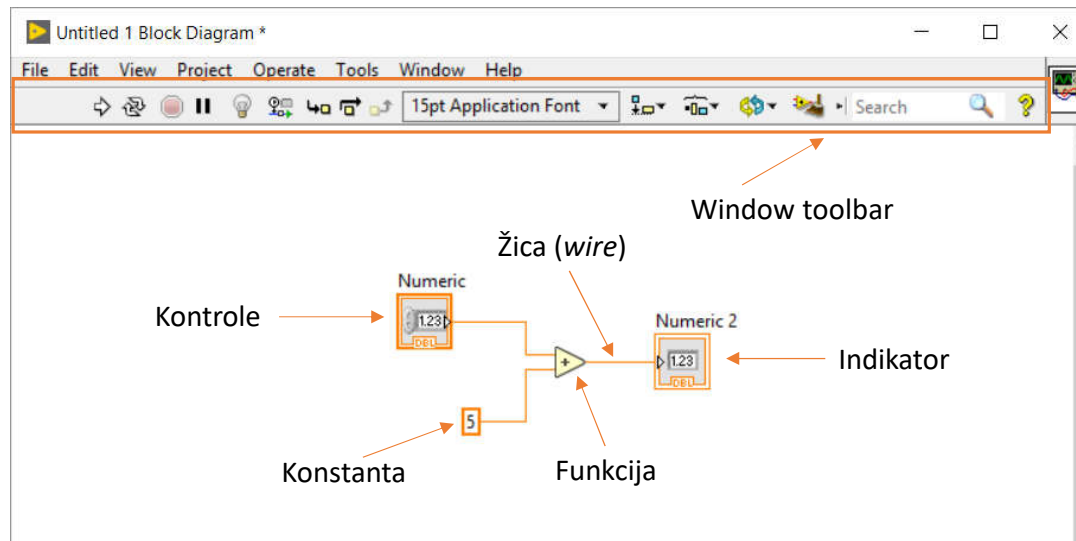 Untitled 1 Block Diagram *
File Edit View Project Operate Tools Window Help
15pt Application Font Search
Window toolbar
Žica (wire)
Numeric
Kontrole
1.23
DBL
Numeric 2
1.23
DBL
Indikator
+
5
Konstanta
Funkcija